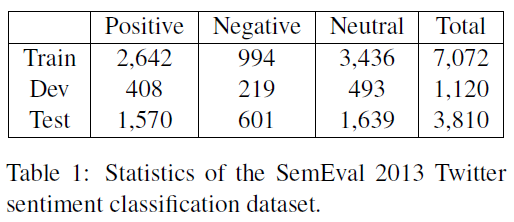 Positive Negative Neutral Total
Train 2,642 994 3,436 7,072
Dev 408 219 493 1,120
Test 1,570 601 1,639 3,810
Table 1: Statistics of the SemEval 2013 Twitter
sentiment classification dataset.